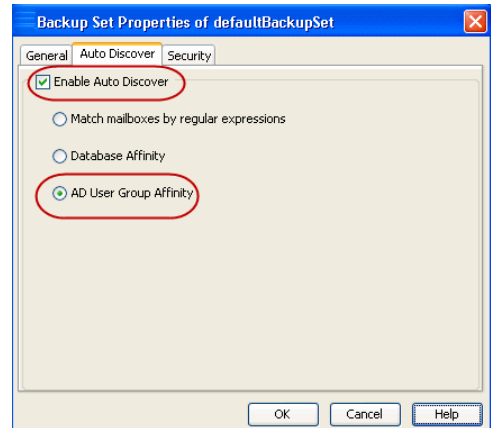 Backup Set Properties of defaultBackupSet
General Auto Discover Security
Enable Auto Discover
Match mailboxes by regular expressions
Database Affinity
AD User Group Affinity
OK Cancel Help